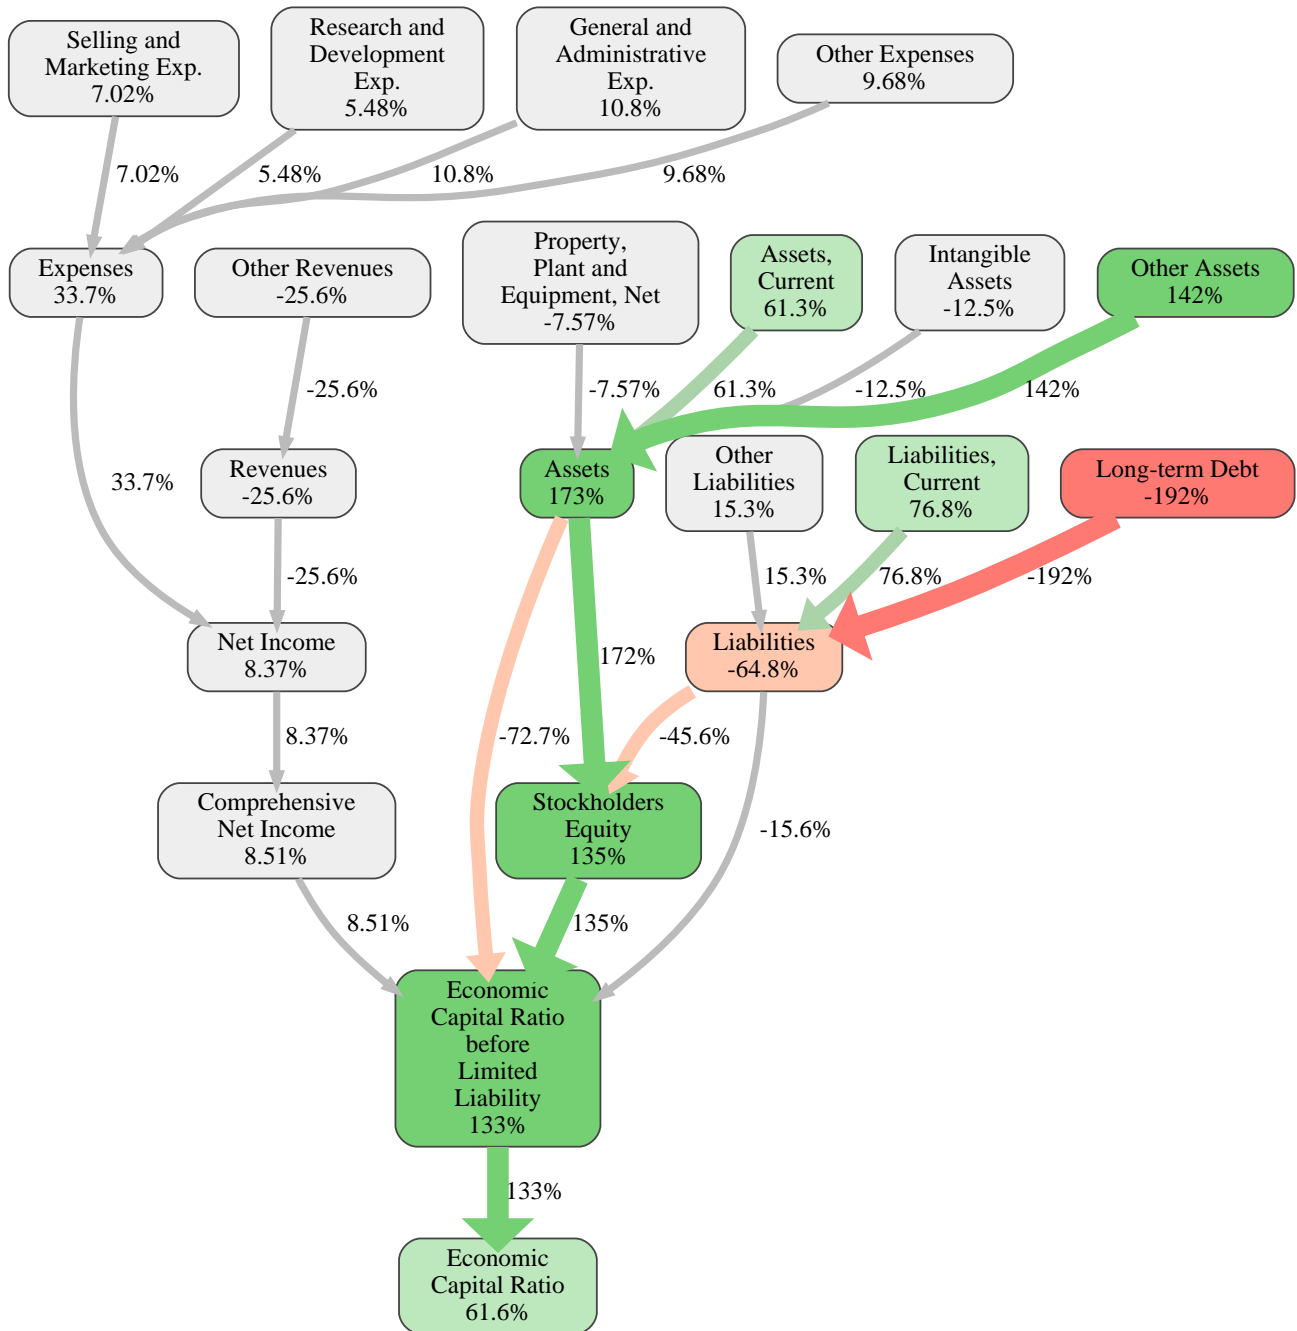 Selling and
Marketing Exp.
7.02%
Research and
Development
Exp.
5.48%
General and
Administrative
Exp.
10.8%
Other Expenses
9.68%
7.02%
5.48%
10.8%
9.68%
Expenses
33.7%
Other Revenues
-25.6%
Property,
Plant and
Equipment, Net
-7.57%
Assets,
Current
61.3%
Intangible
Assets
-12.5%
Other Assets
142%
-25.6%
-7.57%
61.3%
-12.5%
142%
33.7%
Revenues
-25.6%
Assets
173%
Other
Liabilities
15.3%
Liabilities,
Current
76.8%
Long-term Debt
-192%
-25.6%
15.3%
76.8%
-192%
Net Income
8.37%
172%
Liabilities
-64.8%
8.37%
-72.7%
-45.6%
Comprehensive
Net Income
8.51%
Stockholders
Equity
135%
-15.6%
8.51%
135%
Economic
Capital Ratio
before
Limited
Liability
133%
133%
Economic
Capital Ratio
61.6%